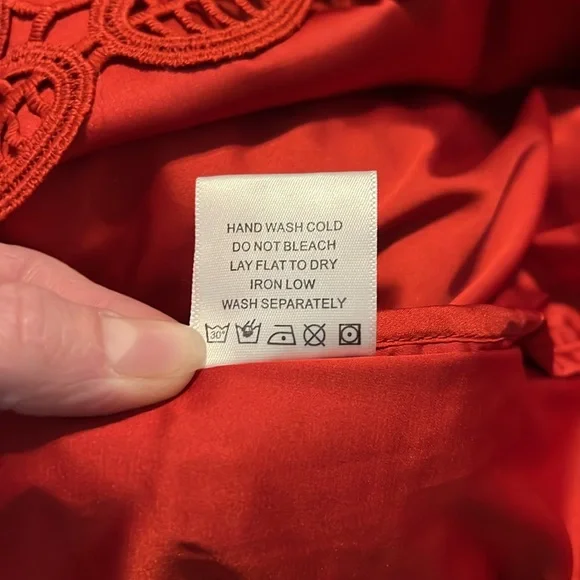 HAND WASH COLD
DO NOT BLEACH
LAY FLAT TO DRY
IRON LOW
WASH SEPARATELY
30°